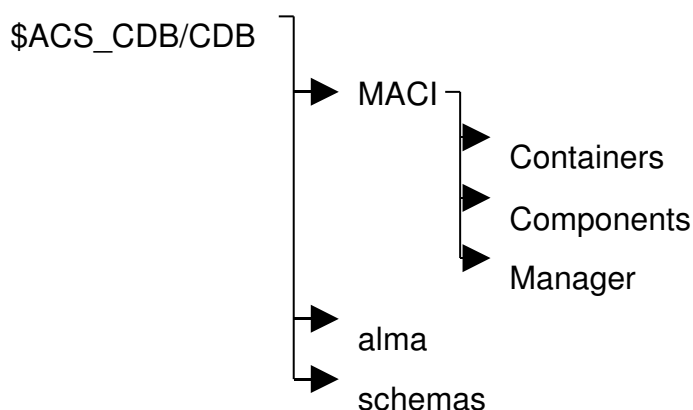 $ACS_CDB/CDB
MACI
Containers
Components
Manager
alma
schemas